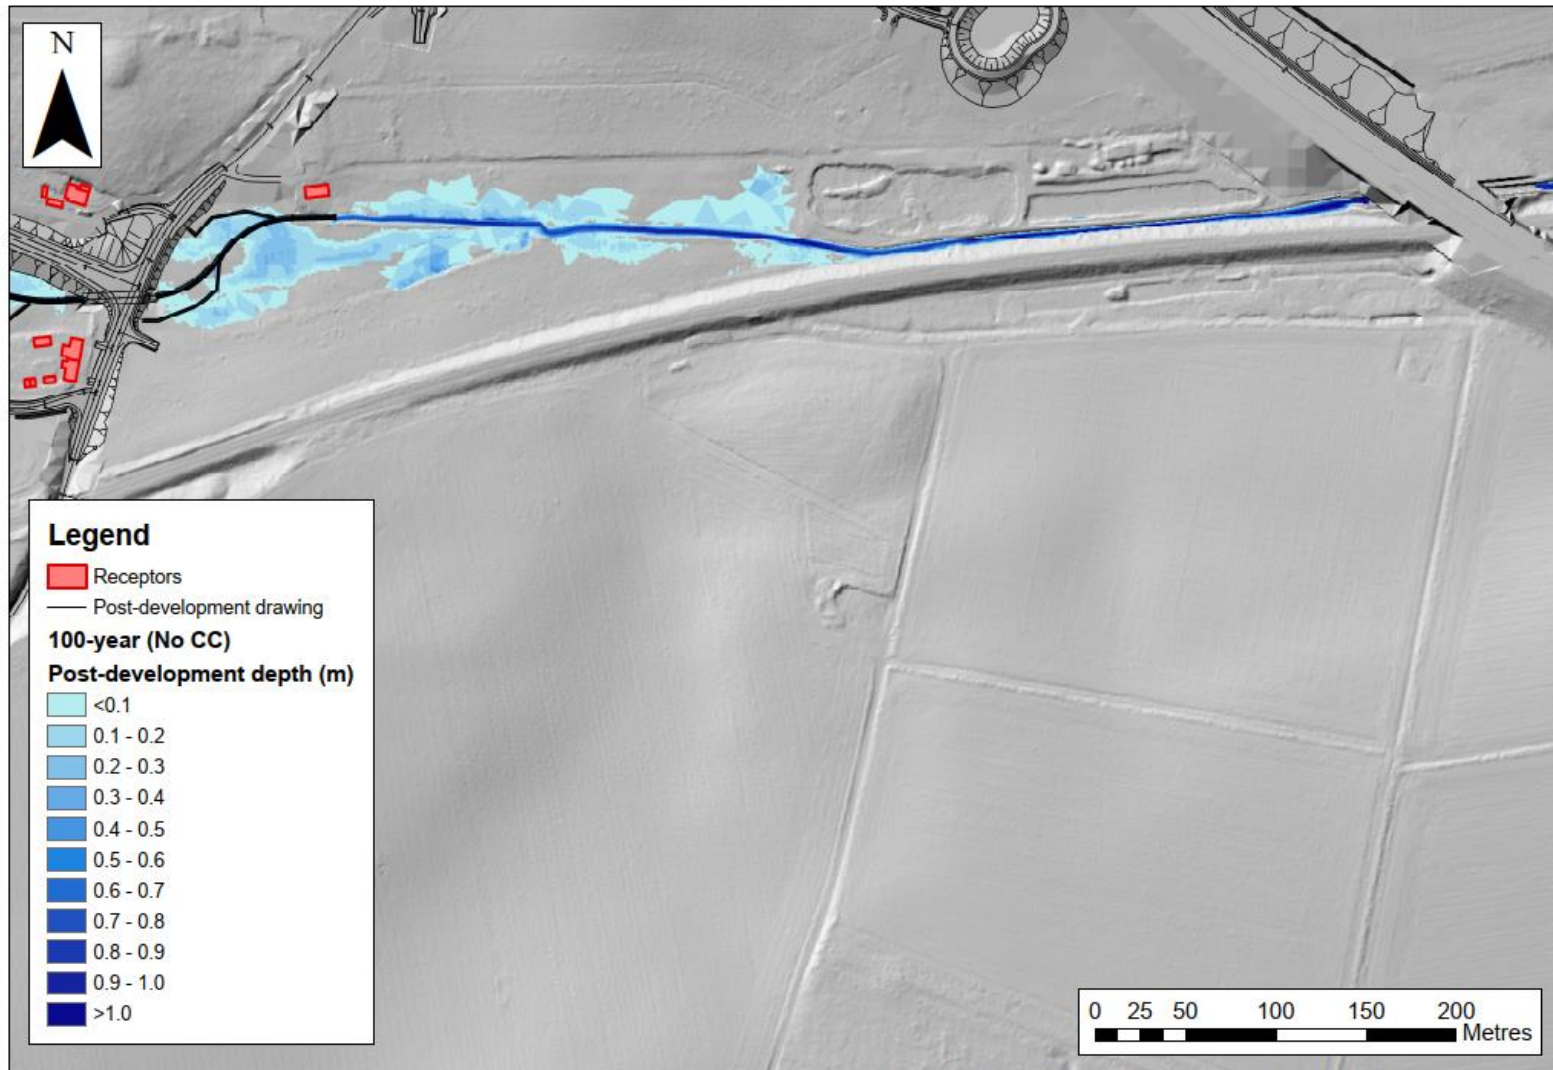 N
Legend
Receptors
Post-development drawing
100-year (No CC)
Post-development depth (m)
<0.1
0.1 - 0.2
0.2 - 0.3
0.3 - 0.4
0.4 - 0.5
0.5 - 0.6
0.6 - 0.7
0.7 - 0.8
0.8 - 0.9
0.9 - 1.0
>1.0
0 25 50 100 150 200
Metres